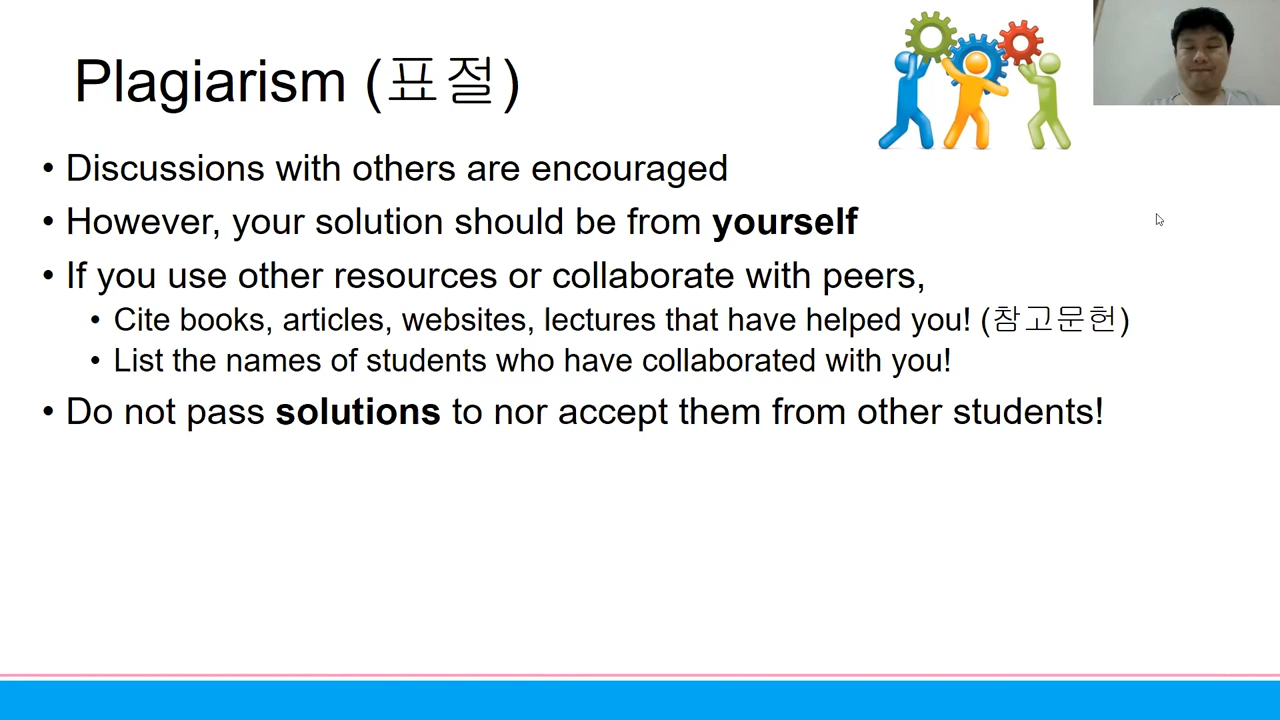 Plagiarism (표절)
• Discussions with others are encouraged
• However, your solution should be from yourself
• If you use other resources or collaborate with peers,
• Cite books, articles, websites, lectures that have helped you! (참고문헌)
• List the names of students who have collaborated with you!
• Do not pass solutions to nor accept them from other students!